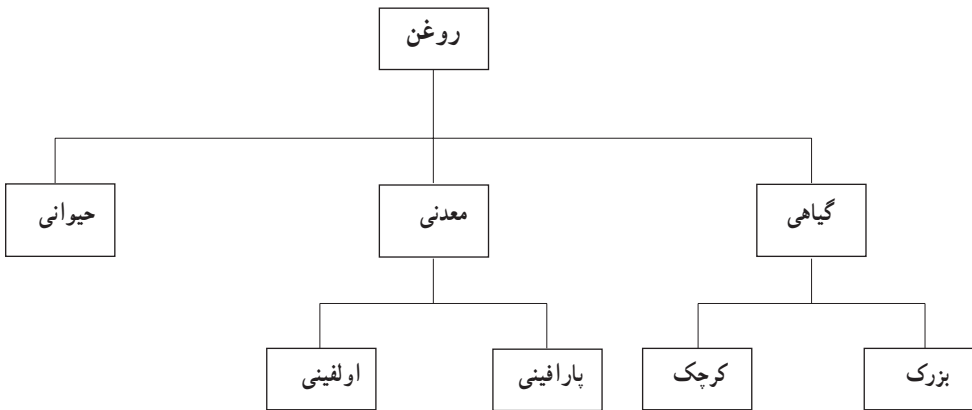 روغن
گیاهی
معدنی
حیوانی
بزرک
کرچک
پارافینی
اولفینی